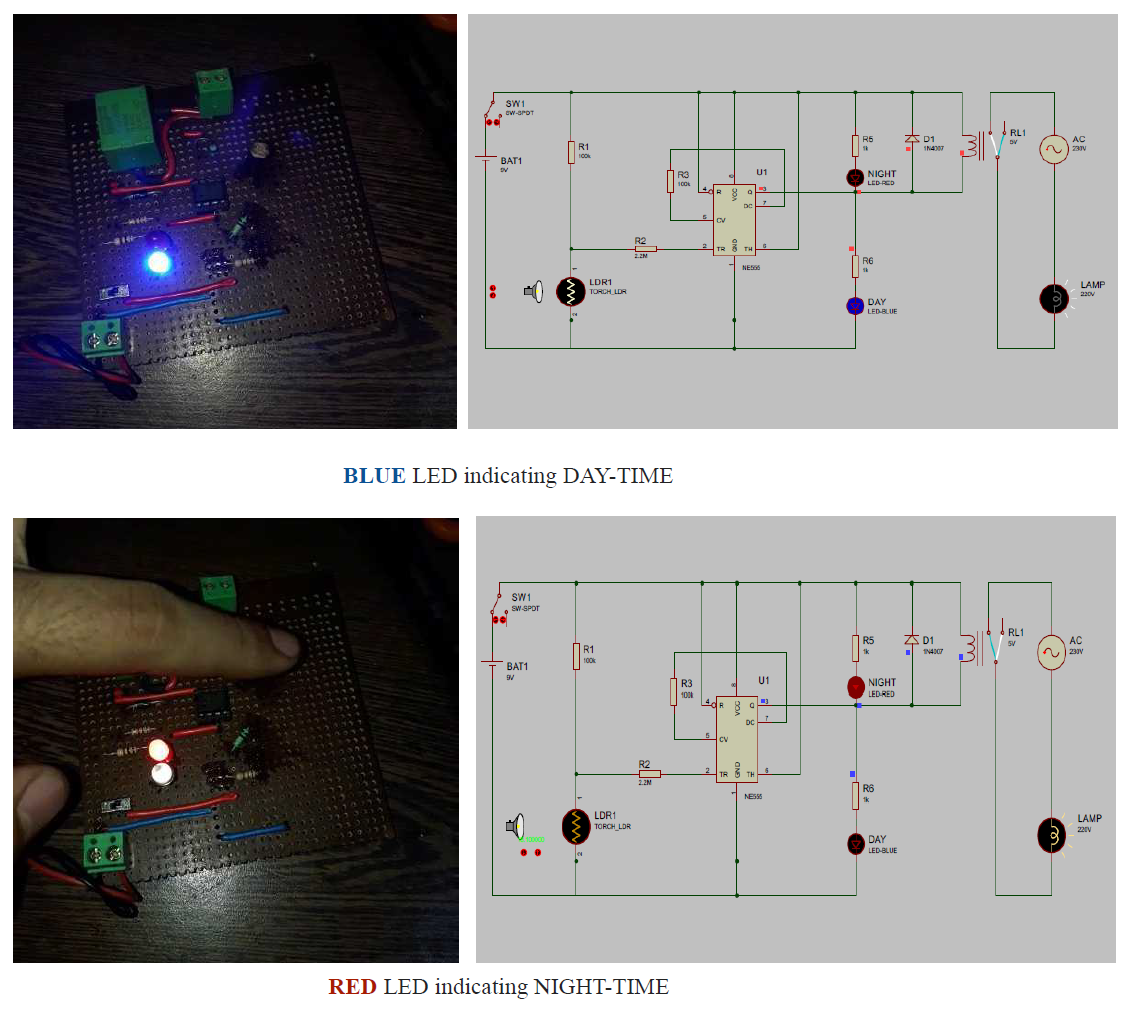 SW1
SW-SPDT
BAT1
9V
R1
100k
R3
100k
R2
2.2M
LDR1
TORCH_LDR
1
2
U1
4
R
VCC
8
Q
3
DC
7
5
CV
2
TR
GND
TH
6
1
NE555
R5
1k
NIGHT
LED-RED
D1
1N4007
R6
1k
DAY
LED-BLUE
RL1
5V
AC
230V
LAMP
220V
BLUE LED indicating DAY-TIME
SW1
SW-SPDT
BAT1
9V
R1
100k
R3
100k
R2
2.2M
LDR1
TORCH_LDR
1
2
U1
4
R
VCC
8
Q
3
DC
7
5
CV
2
TR
GND
TH
6
1
NE555
R5
1k
NIGHT
LED-RED
D1
1N4007
R6
1k
DAY
LED-BLUE
RL1
5V
AC
230V
LAMP
220V
RED LED indicating NIGHT-TIME